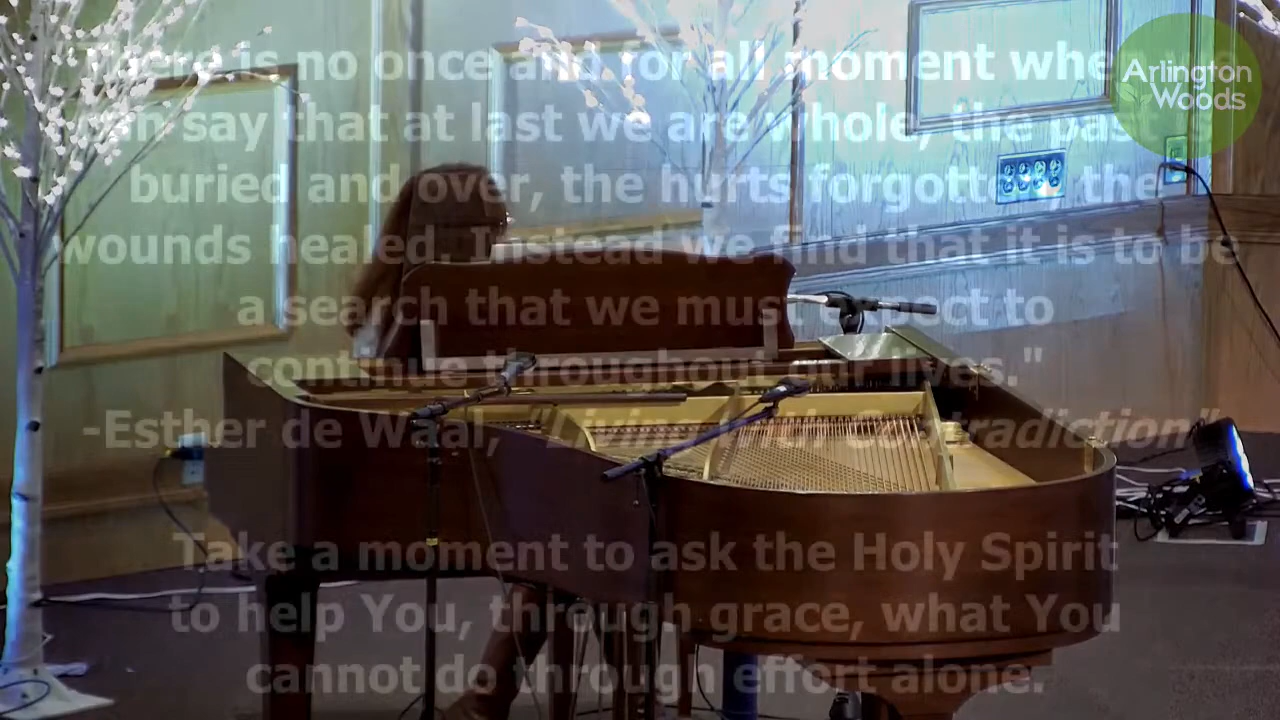 There is no once and for all moment when we
can say that at last we are whole, the past is
buried and over, the hurts forgotten, the
wounds healed. Instead we find that it is to be
a search that we must expect to
continue throughout our lives."
-Esther de Waal, "Living With Contradiction"
Take a moment to ask the Holy Spirit
to help You, through grace, what You
cannot do through effort alone.
Arlington
Woods